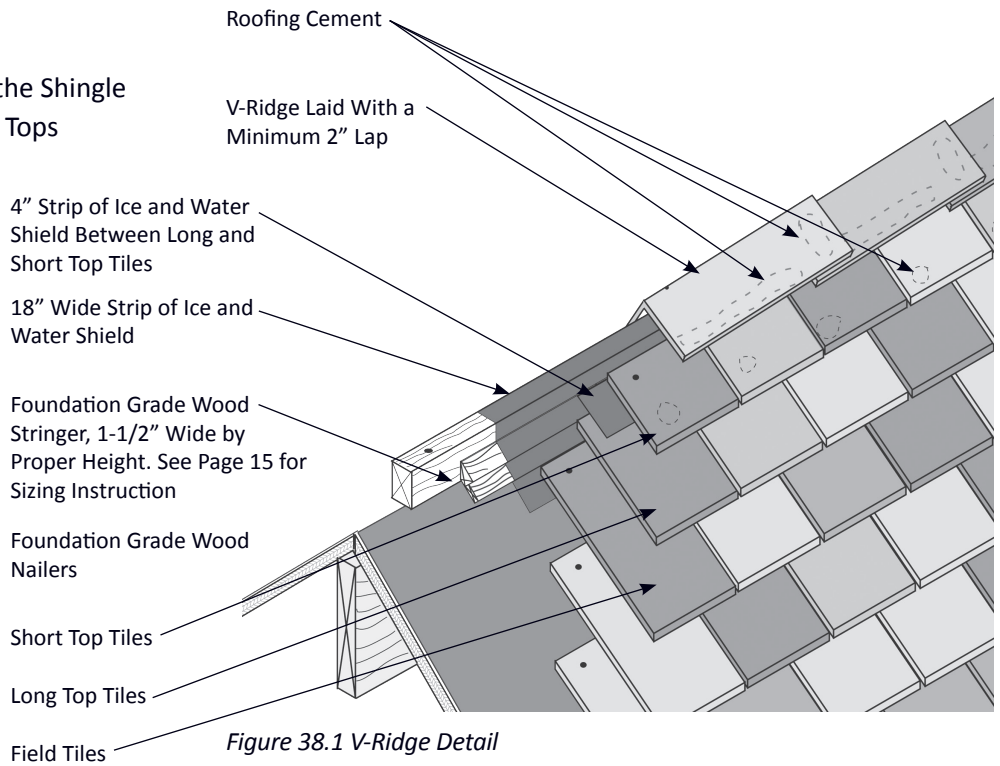 Roofing Cement
the Shingle
Tops
V-Ridge Laid With a
Minimum 2” Lap
4” Strip of Ice and Water
Shield Between Long and
Short Top Tiles
18” Wide Strip of Ice and
Water Shield
Foundation Grade Wood
Stringer, 1-1/2” Wide by
Proper Height. See Page 15 for
Sizing Instruction
Foundation Grade Wood
Nailers
Short Top Tiles
Long Top Tiles
Field Tiles
Figure 38.1 V-Ridge Detail